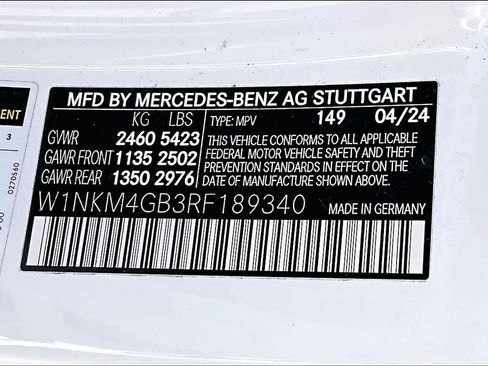 MFD BY MERCEDES-BENZ AG STUTTGART
KG LBS TYPE: MPV 149 04/24
GVWR 2460 5423 THIS VEHICLE CONFORMS TO ALL APPLICABLE
GAWR FRONT 1135 2502 FEDERAL MOTOR VEHICLE SAFETY AND THEFT
GAWR REAR 1350 2976 PREVENTION STANDARDS IN EFFECT ON THE
DATE OF MANUFACTURE SHOWN ABOVE.
W1NKM4GB3RF189340 MADE IN GERMANY
3
0270560